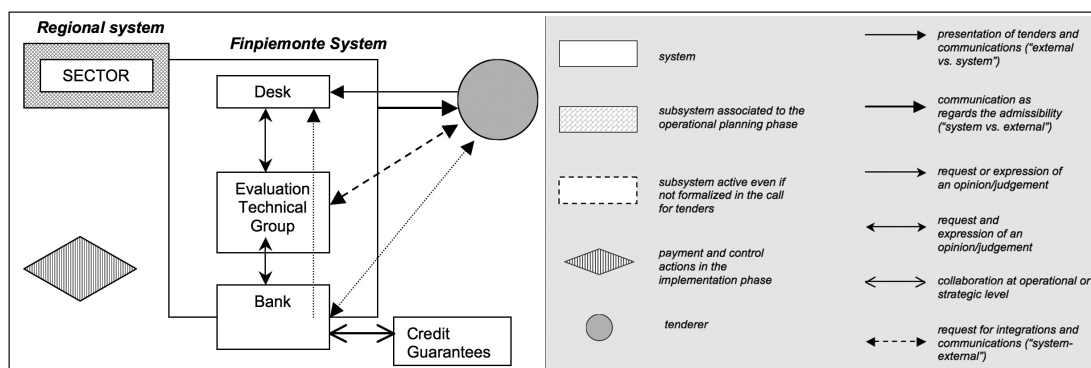 Regional system
Finpiemonte System
SECTOR
Desk
Evaluation
Technical
Group
Bank
Credit
Guarantees
system
subsystem associated to the
operational planning phase
subsystem active even if
not formalized in the call
for tenders
payment and control
actions in the
implementation phase
tenderer
presentation of tenders and
communications (“external
vs. system”)
communication as
regards the admissibility
(“system vs. external”)
request or expression of
an opinion/judgement
request and
expression of an
opinion/judgement
collaboration at operational or
strategic level
request for integrations and
communications (“system-
external”)